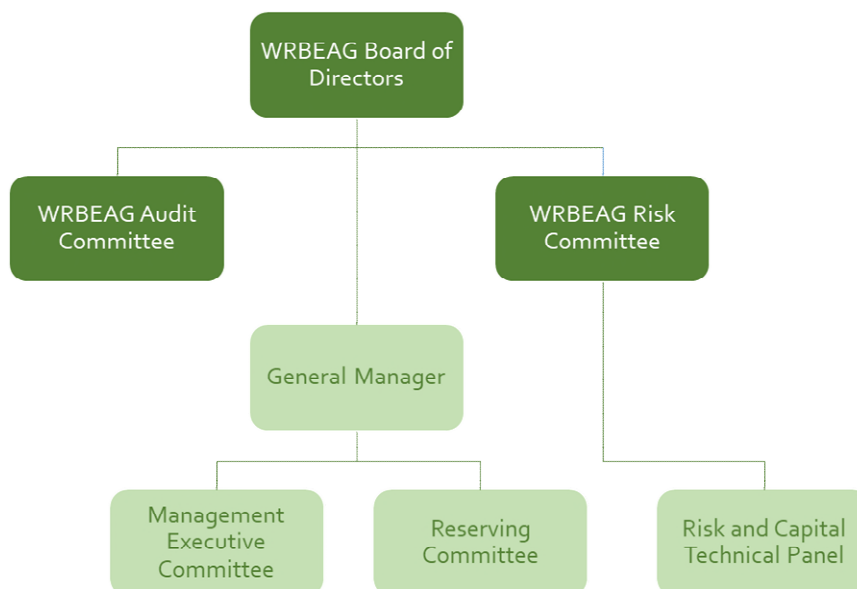 WRBEAG Board of
Directors
WRBEAG Audit
Committee
WRBEAG Risk
Committee
General Manager
Management
Executive
Committee
Reserving
Committee
Risk and Capital
Technical Panel